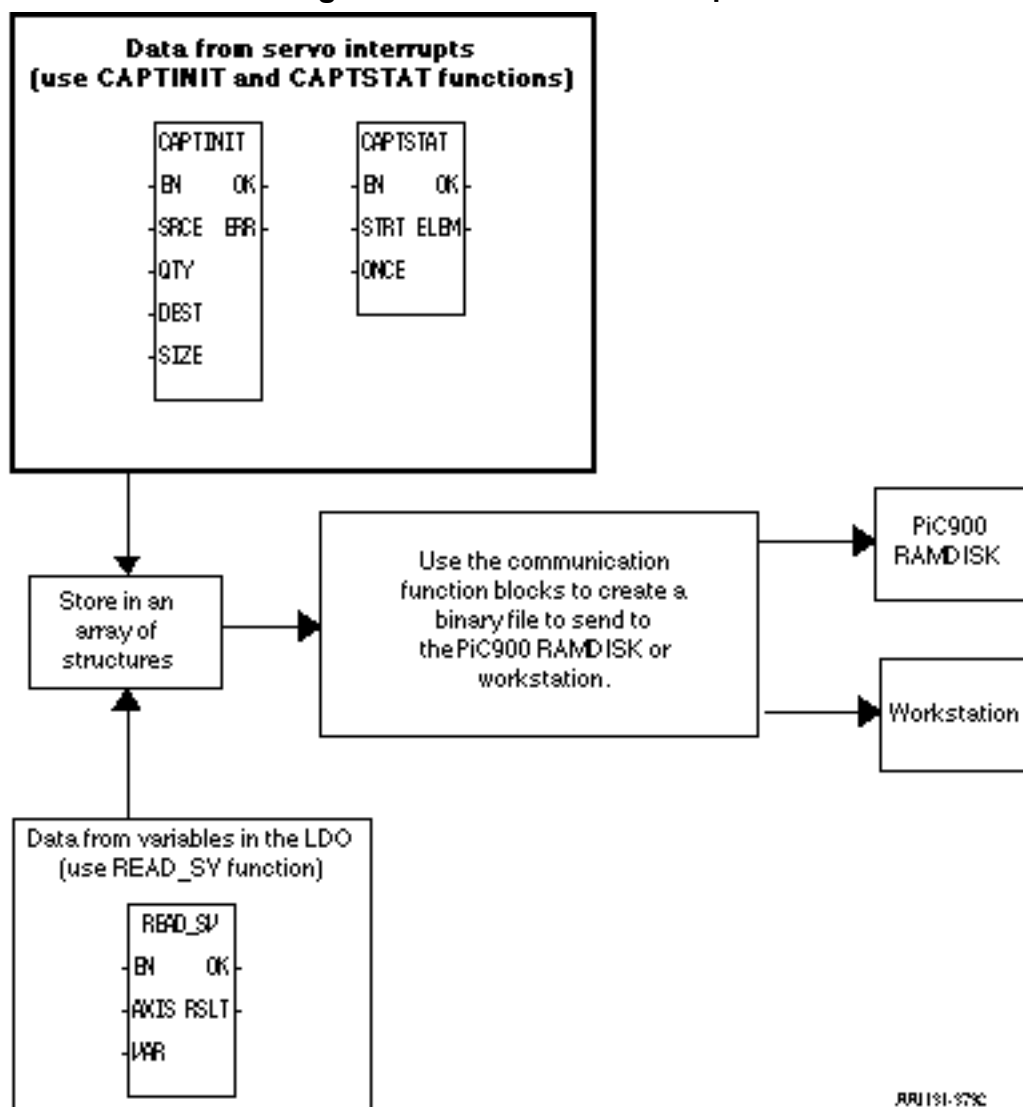 Data from servo interrupts
(use CAPTINIT and CAPTSTAT functions)
CAPTINIT
EN OK
SRCE ERR
QTY
DEST
SIZE
CAPTSTAT
EN OK
STRT ELEM
ONCE
Store in an
array of
structures
Use the communication
function blocks to create a
binary file to send to
the PiC900 RAMDISK or
workstation.
PiC900
RAMDISK
Workstation
Data from variables in the LDO
(use READ_SV function)
READ_SV
EN OK
AXIS RSLT
VAR